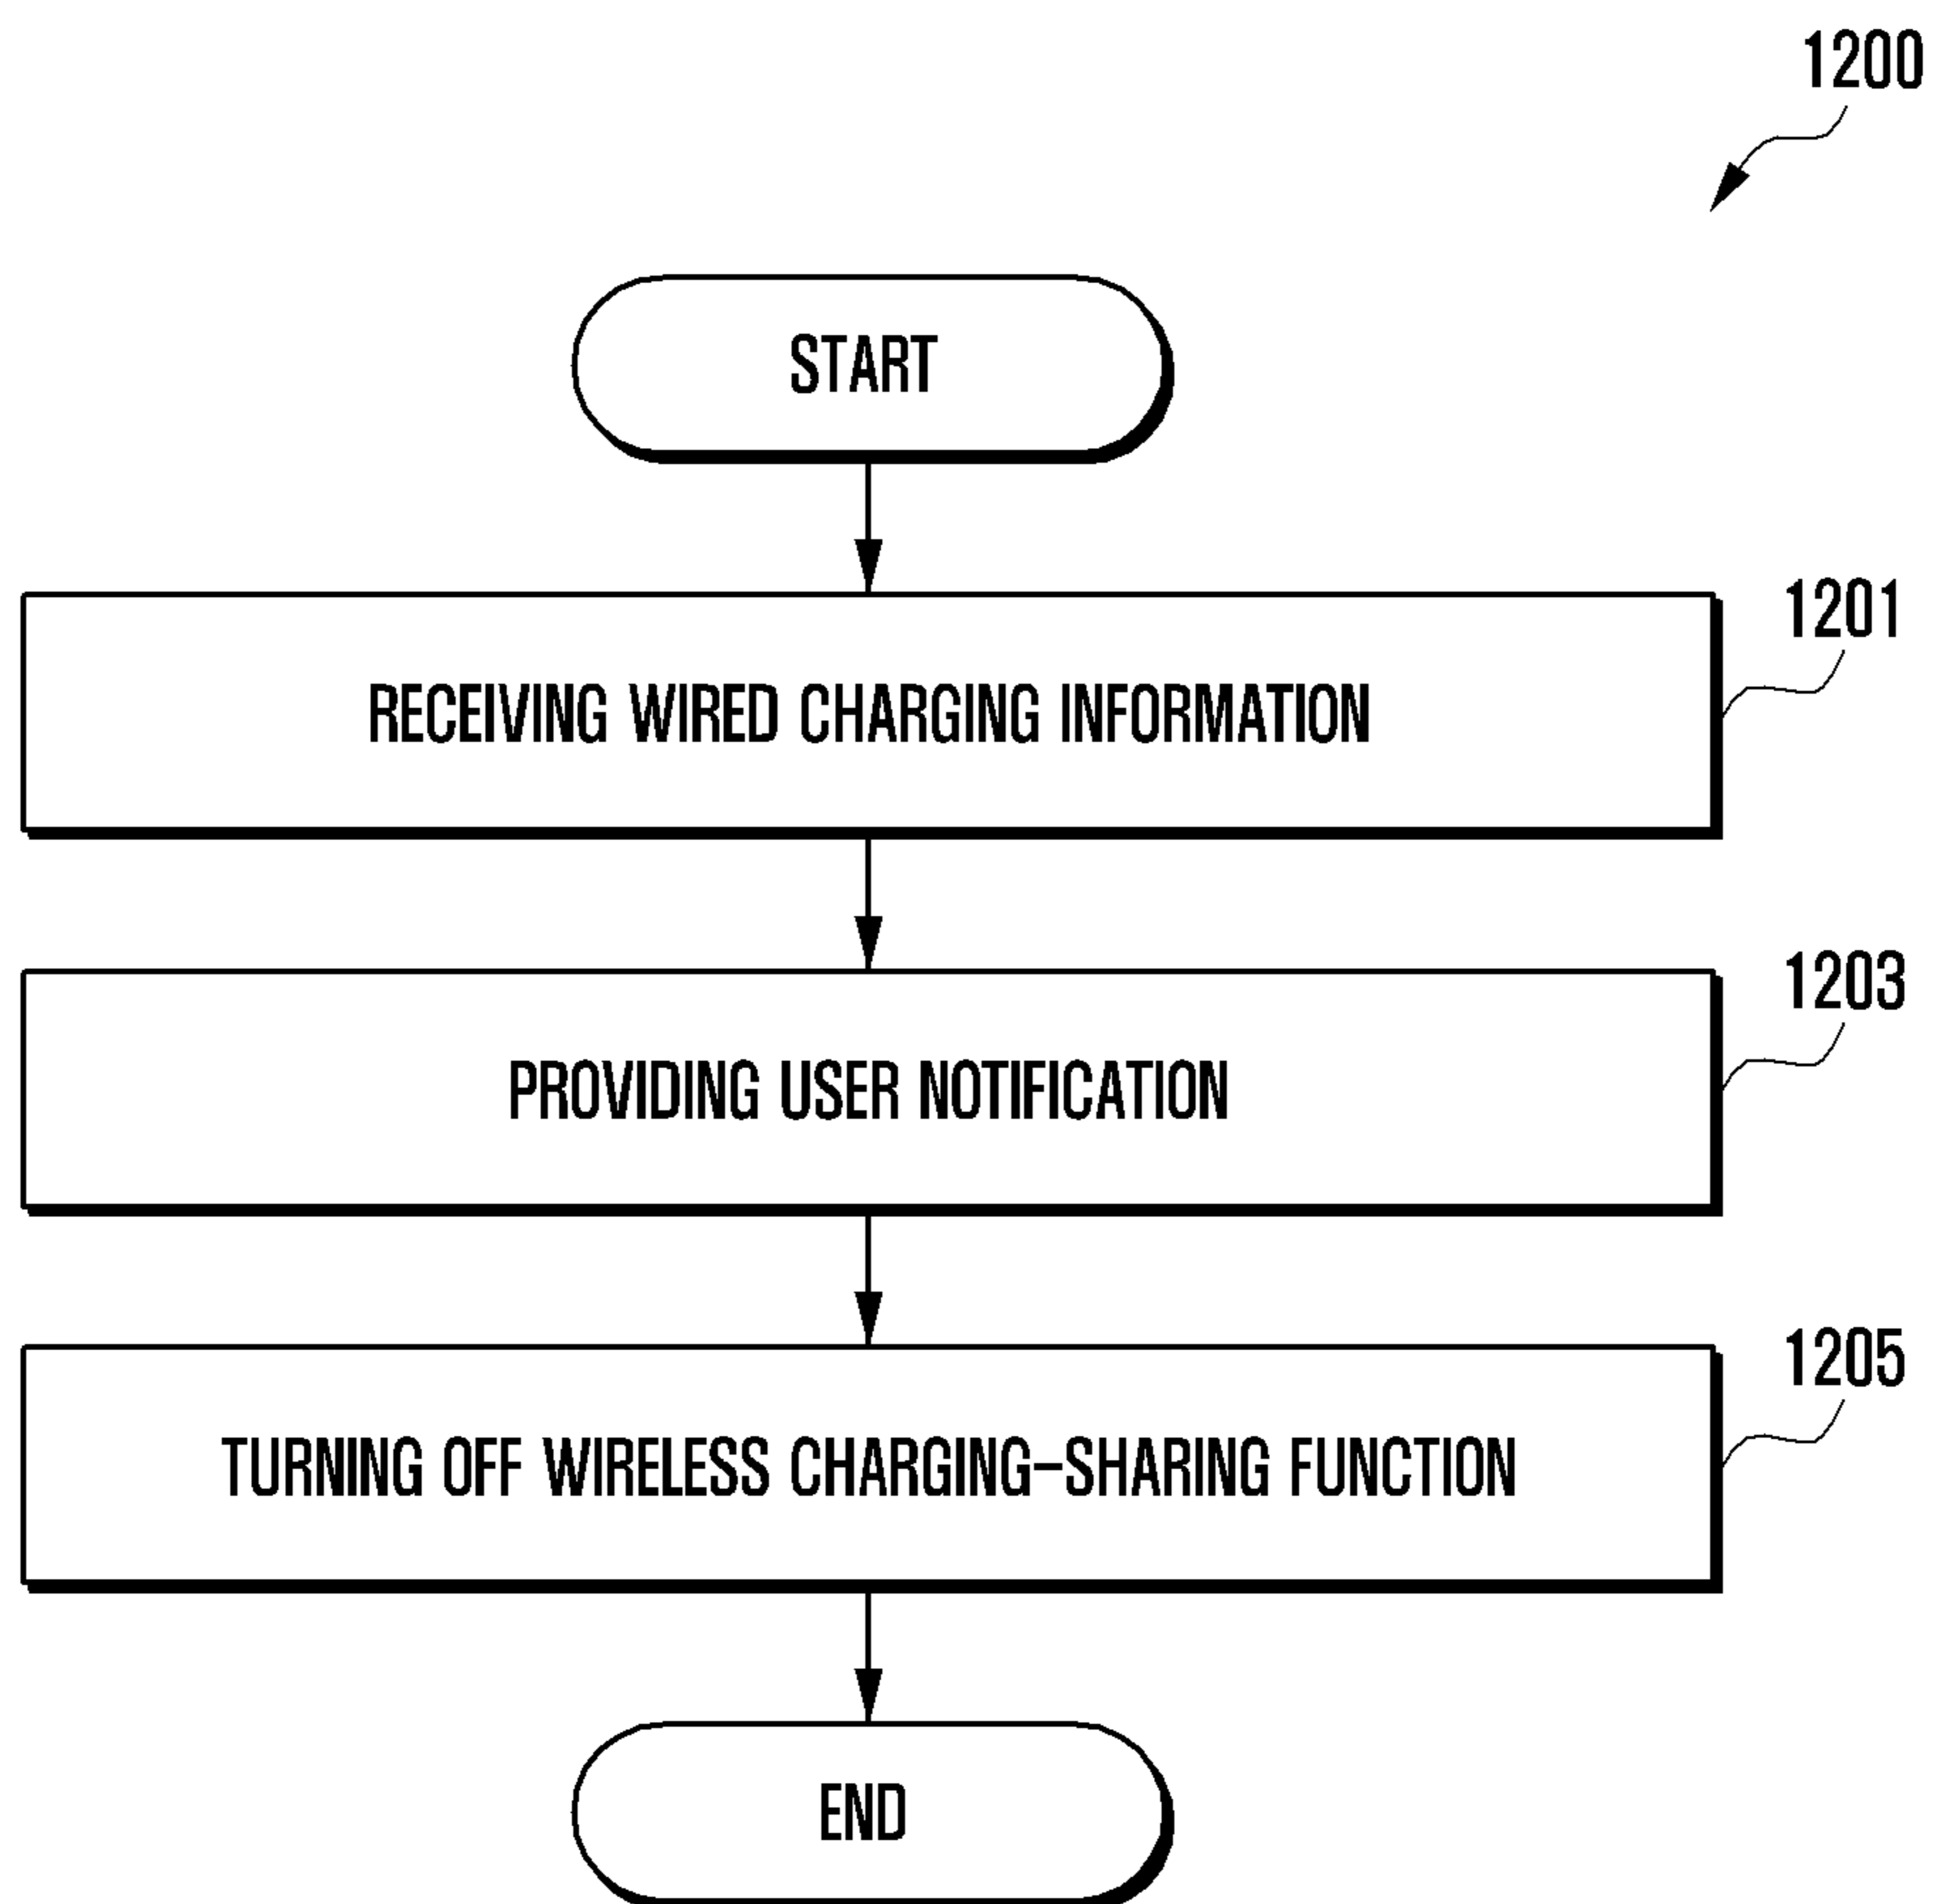 1200
START
RECEIVING WIRED CHARGING INFORMATION
1201
PROVIDING USER NOTIFICATION
1203
TURNING OFF WIRELESS CHARGING–SHARING FUNCTION
1205
END